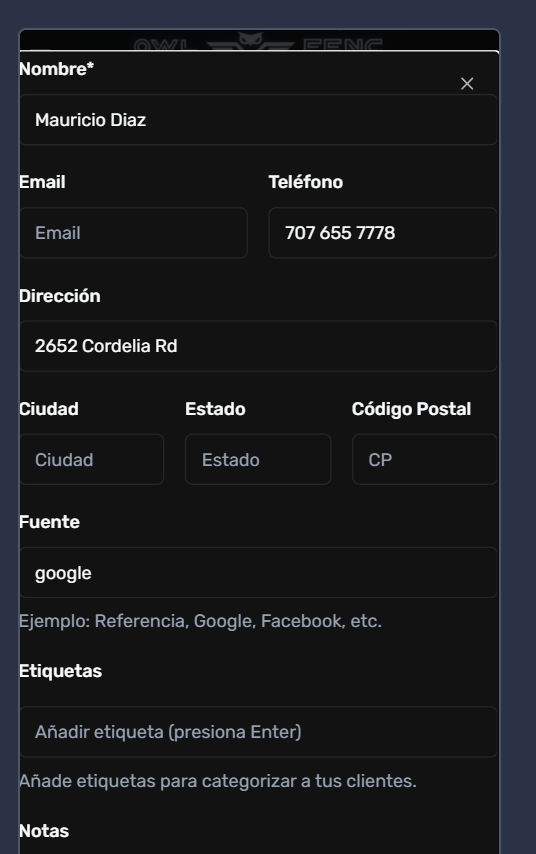 OWL FENC
Nombre*
Mauricio Diaz
Email Teléfono
Email 707 655 7778
Dirección
2652 Cordelia Rd
Ciudad Estado Código Postal
Ciudad Estado CP
Fuente
google
Ejemplo: Referencia, Google, Facebook, etc.
Etiquetas
Añadir etiqueta (presiona Enter)
Añade etiquetas para categorizar a tus clientes.
Notas